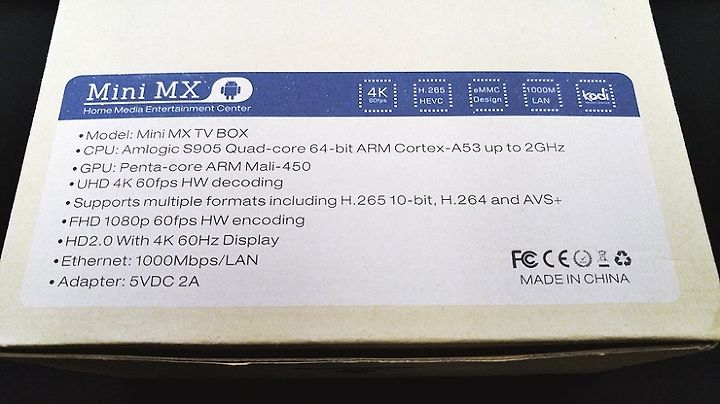 Mini MX
Home Media Entertainment Center
4K
60fps
H.265
HEVC
eMMC
Design
1000M
LAN
kodi
•Model: Mini MX TV BOX
•CPU: Amlogic S905 Quad-core 64-bit ARM Cortex-A53 up to 2GHz
•GPU: Penta-core ARM Mali-450
•UHD 4K 60fps HW decoding
•Supports multiple formats including H.265 10-bit, H.264 and AVS+
•FHD 1080p 60fps HW encoding
•HD2.0 With 4K 60Hz Display
•Ethernet: 1000Mbps/LAN
•Adapter: 5VDC 2A
FC CE
MADE IN CHINA